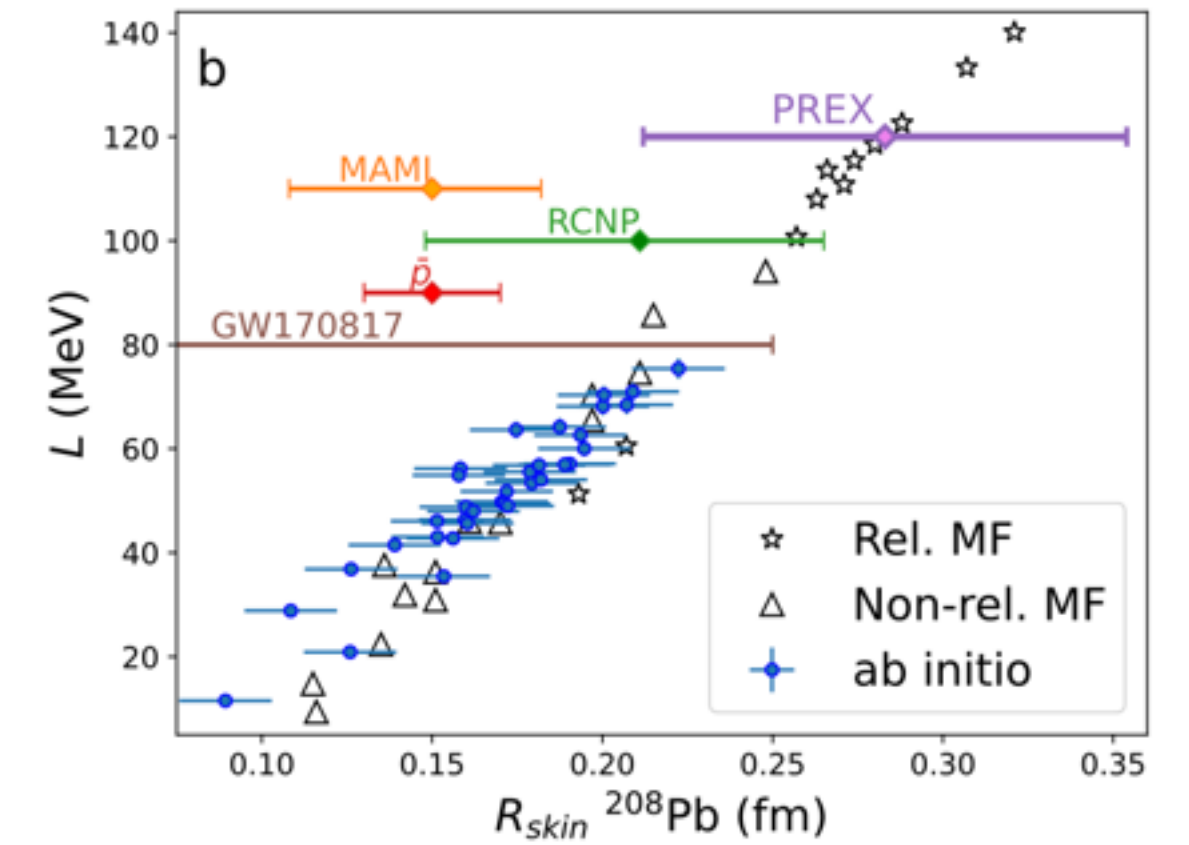 b
140
120
100
80
60
40
20
L (MeV)
PREX
MAMI
RCNP
p̄
GW170817
Rel. MF
Non-rel. MF
ab initio
0.10 0.15 0.20 0.25 0.30 0.35
R_skin ²⁰⁸Pb (fm)